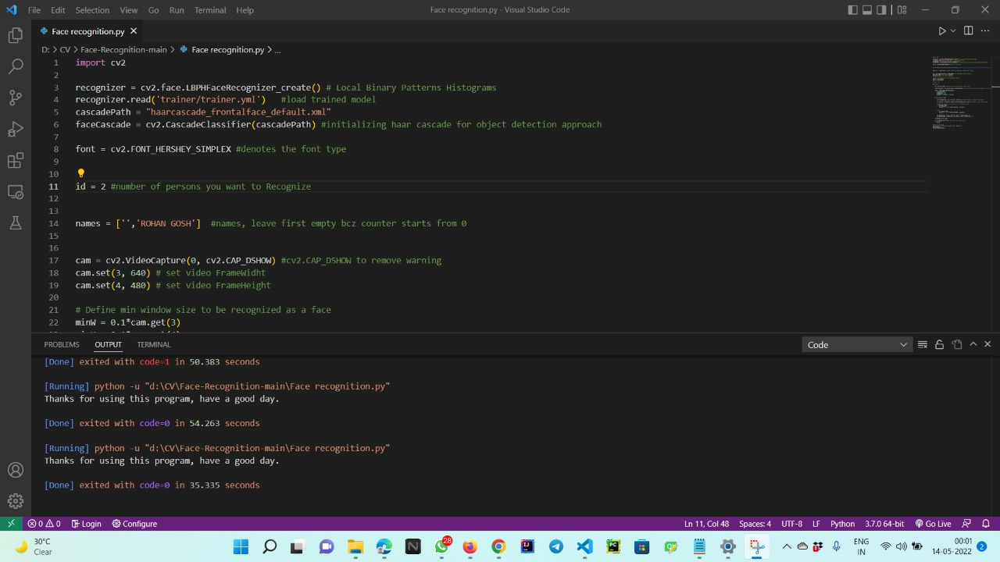 File Edit Selection View Go Run Terminal Help Face recognition.py - Visual Studio Code
Face recognition.py
D: > CV > Face-Recognition-main > Face recognition.py > ...
1 import cv2
2
3 recognizer = cv2.face.LBPHFaceRecognizer_create() # Local Binary Patterns Histograms
4 recognizer.read('trainer/trainer.yml')   #load trained model
5 cascadePath = "haarcascade_frontalface_default.xml"
6 faceCascade = cv2.CascadeClassifier(cascadePath) #initializing haar cascade for object detection approach
7
8 font = cv2.FONT_HERSHEY_SIMPLEX #denotes the font type
9
10
11 id = 2 #number of persons you want to Recognize
12
13
14 names = ['','ROHAN GOSH']  #names, leave first empty bcz counter starts from 0
15
16
17 cam = cv2.VideoCapture(0, cv2.CAP_DSHOW) #cv2.CAP_DSHOW to remove warning
18 cam.set(3, 640) # set video FrameWidht
19 cam.set(4, 480) # set video FrameHeight
20
21 # Define min window size to be recognized as a face
22 minW = 0.1*cam.get(3)
PROBLEMS OUTPUT TERMINAL Code
[Done] exited with code=1 in 50.383 seconds
[Running] python -u "d:\CV\Face-Recognition-main\Face recognition.py"
Thanks for using this program, have a good day.
[Done] exited with code=0 in 54.263 seconds
[Running] python -u "d:\CV\Face-Recognition-main\Face recognition.py"
Thanks for using this program, have a good day.
[Done] exited with code=0 in 35.335 seconds
0 0 Login Configure Ln 11, Col 48 Spaces: 4 UTF-8 LF Python 3.7.0 64-bit Go Live
30°C 28 ENG 00:01
Clear IN 14-05-2022 2